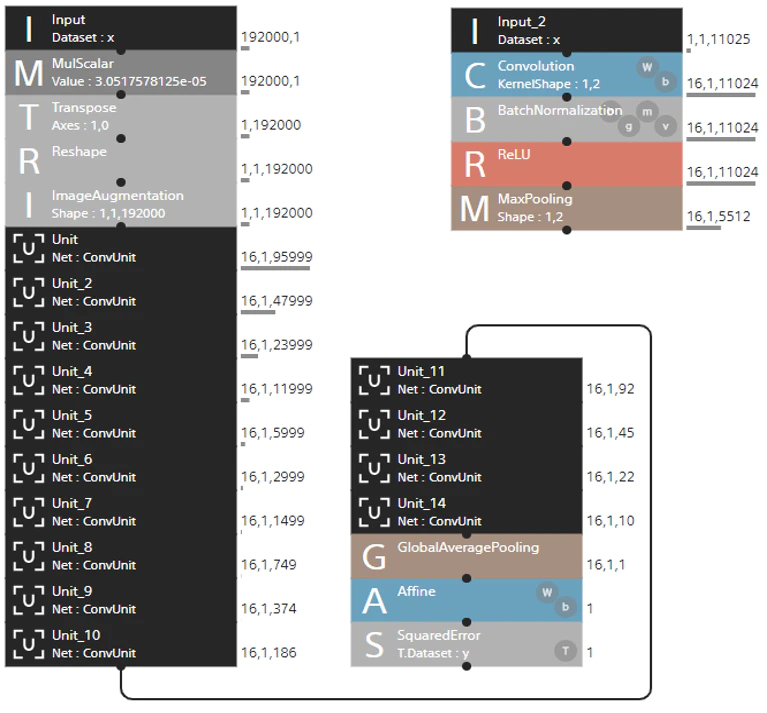 I Input
Dataset : x
192000,1
M MulScalar
Value : 3.0517578125e-05
192000,1
T Transpose
Axes : 1,0
1,192000
R Reshape
1,1,192000
I ImageAugmentation
Shape : 1,1,192000
1,1,192000
U Unit
Net : ConvUnit
16,1,95999
U Unit_2
Net : ConvUnit
16,1,47999
U Unit_3
Net : ConvUnit
16,1,23999
U Unit_4
Net : ConvUnit
16,1,11999
U Unit_5
Net : ConvUnit
16,1,5999
U Unit_6
Net : ConvUnit
16,1,2999
U Unit_7
Net : ConvUnit
16,1,1499
U Unit_8
Net : ConvUnit
16,1,749
U Unit_9
Net : ConvUnit
16,1,374
U Unit_10
Net : ConvUnit
16,1,186
I Input_2
Dataset : x
1,1,11025
C Convolution W
KernelShape : 1,2 b
16,1,11024
B BatchNormalization m
g v
16,1,11024
R ReLU
16,1,11024
M MaxPooling
Shape : 1,2
16,1,5512
U Unit_11
Net : ConvUnit
16,1,92
U Unit_12
Net : ConvUnit
16,1,45
U Unit_13
Net : ConvUnit
16,1,22
U Unit_14
Net : ConvUnit
16,1,10
G GlobalAveragePooling
16,1,1
A Affine W
b
1
S SquaredError
T.Dataset : y T
1